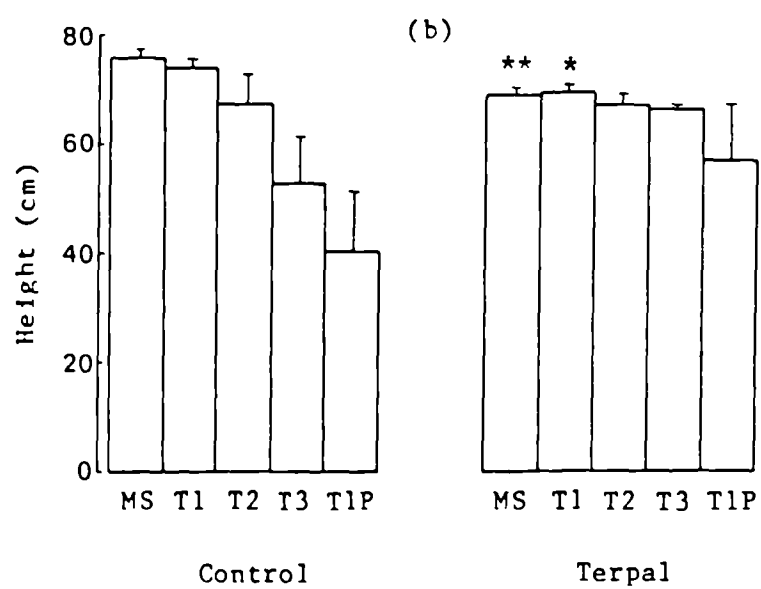 (b)
Height (cm)
80
60
40
20
0
** *
MS T1 T2 T3 T1P
MS T1 T2 T3 T1P
Control
Terpal